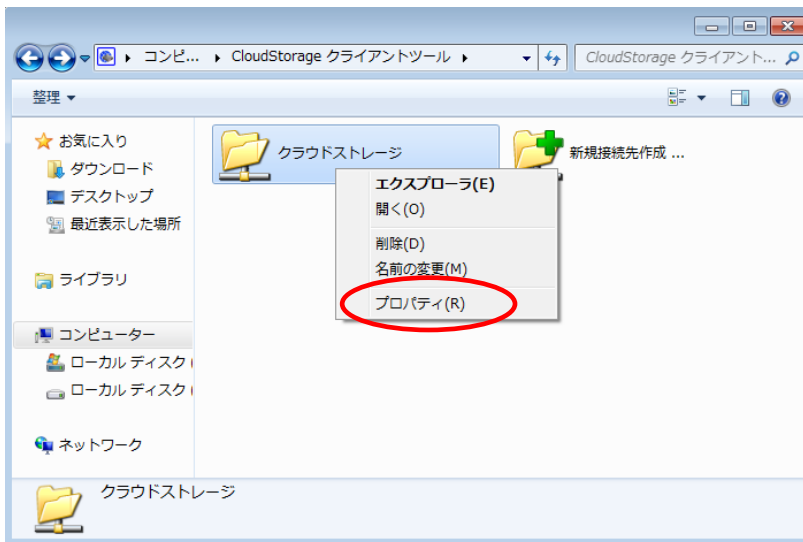 コンピ... CloudStorage クライアントツール CloudStorage クライアント...
整理
お気に入り
ダウンロード
デスクトップ
最近表示した場所
ライブラリ
コンピューター
ローカル ディスク (
ローカル ディスク (
ネットワーク
クラウドストレージ
新規接続先作成 ...
エクスプローラ(E)
開く(O)
削除(D)
名前の変更(M)
プロパティ(R)
クラウドストレージ